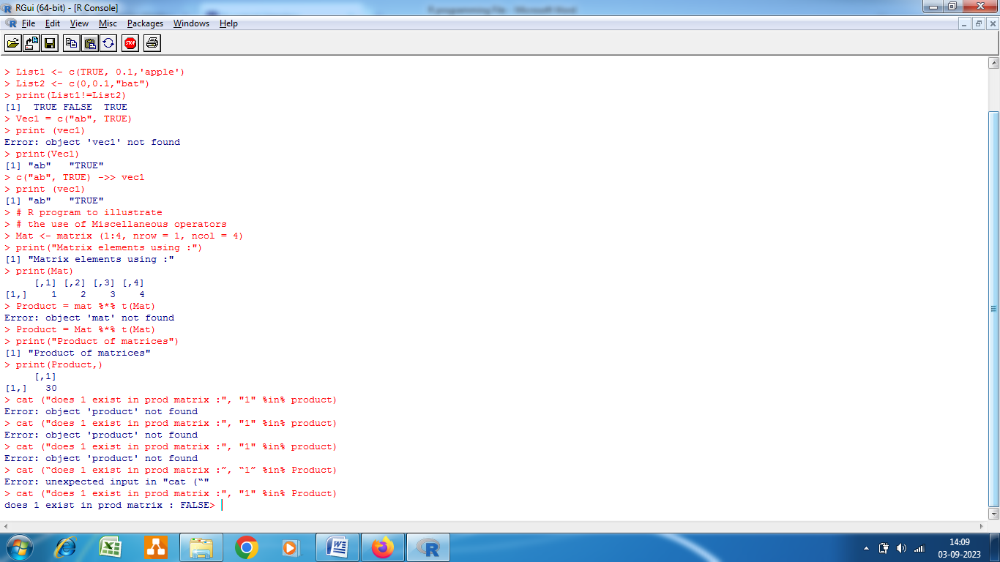 RGui (64-bit) - [R Console]
R programming File - Microsoft Word
File Edit View Misc Packages Windows Help
STOP
> List1 <- c(TRUE, 0.1,'apple')
> List2 <- c(0,0.1,"bat")
> print(List1!=List2)
[1]  TRUE FALSE  TRUE
> Vec1 = c("ab", TRUE)
> print (vec1)
Error: object 'vec1' not found
> print(Vec1)
[1] "ab"   "TRUE"
> c("ab", TRUE) ->> vec1
> print (vec1)
[1] "ab"   "TRUE"
> # R program to illustrate
> # the use of Miscellaneous operators
> Mat <- matrix (1:4, nrow = 1, ncol = 4)
> print("Matrix elements using :")
[1] "Matrix elements using :"
> print(Mat)
     [,1] [,2] [,3] [,4]
[1,]    1    2    3    4
> Product = mat %*% t(Mat)
Error: object 'mat' not found
> Product = Mat %*% t(Mat)
> print("Product of matrices")
[1] "Product of matrices"
> print(Product,)
     [,1]
[1,]   30
> cat ("does 1 exist in prod matrix :", "1" %in% product)
Error: object 'product' not found
> cat ("does 1 exist in prod matrix :", "1" %in% product)
Error: object 'product' not found
> cat ("does 1 exist in prod matrix :", "1" %in% product)
Error: object 'product' not found
> cat (“does 1 exist in prod matrix :”, “1” %in% Product)
Error: unexpected input in "cat (“"
> cat ("does 1 exist in prod matrix :", "1" %in% Product)
does 1 exist in prod matrix : FALSE>
14:09
03-09-2023